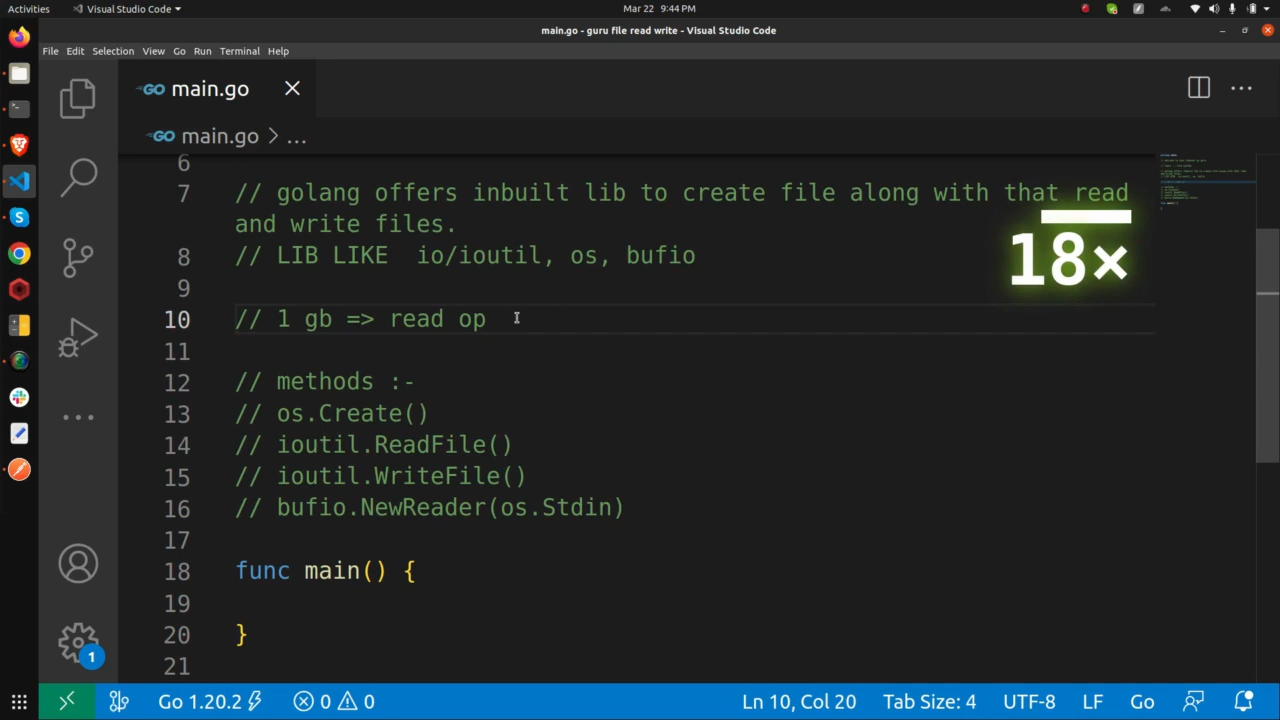 Activities
Visual Studio Code
Mar 22 9:44 PM
main.go - guru file read write - Visual Studio Code
File Edit Selection View Go Run Terminal Help
GO main.go
GO main.go > ...
6
7 // golang offers inbuilt lib to create file along with that read
and write files.
18×
8 // LIB LIKE  io/ioutil, os, bufio
9
10 // 1 gb => read op
11
12 // methods :-
13 // os.Create()
14 // ioutil.ReadFile()
15 // ioutil.WriteFile()
16 // bufio.NewReader(os.Stdin)
17
18 func main() {
19
20 }
21
1
Go 1.20.2 0 0 Ln 10, Col 20 Tab Size: 4 UTF-8 LF Go